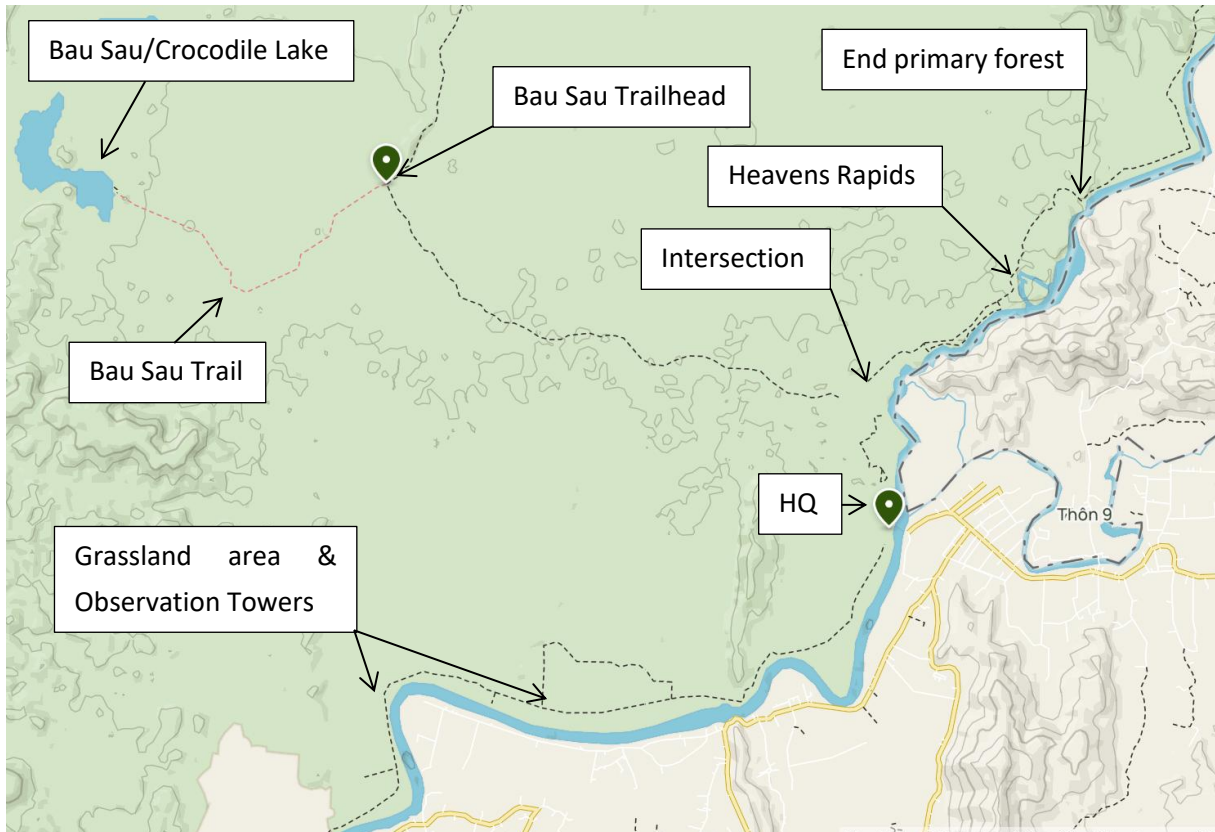 Bau Sau/Crocodile Lake
Bau Sau Trailhead
End primary forest
Heavens Rapids
Intersection
Bau Sau Trail
HQ
Thôn 9
Grassland area &
Observation Towers